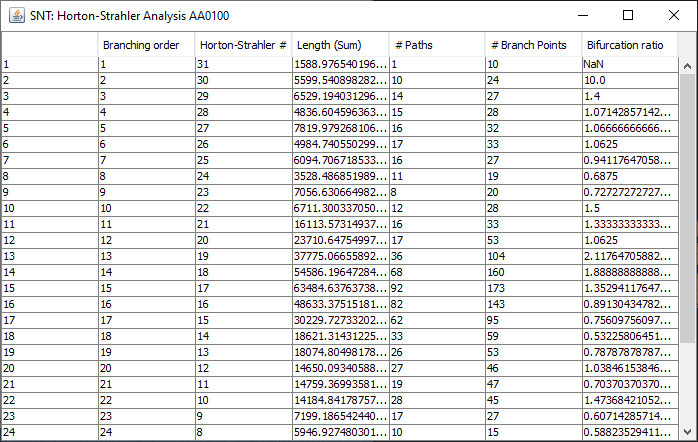 SNT: Horton-Strahler Analysis AA0100
Branching order Horton-Strahler # Length (Sum) # Paths # Branch Points Bifurcation ratio
1 1 31 1588.976540196... 1 10 NaN
2 2 30 5599.540898282... 10 24 10.0
3 3 29 6529.194031296... 14 27 1.4
4 4 28 4836.604596363... 15 28 1.07142857142...
5 5 27 7819.979268106... 16 32 1.06666666666...
6 6 26 4984.740550299... 17 33 1.0625
7 7 25 6094.706718533... 16 27 0.94117647058...
8 8 24 3528.486851989... 11 19 0.6875
9 9 23 7056.630664982... 8 20 0.72727272727...
10 10 22 6711.300337050... 12 28 1.5
11 11 21 16113.57314937... 16 33 1.33333333333...
12 12 20 23710.64754997... 17 53 1.0625
13 13 19 37775.06655892... 36 104 2.11764705882...
14 14 18 54586.19647284... 68 160 1.88888888888...
15 15 17 63484.63763738... 92 173 1.35294117647...
16 16 16 48633.37515181... 82 143 0.89130434782...
17 17 15 30229.72733202... 62 95 0.75609756097...
18 18 14 18621.31431225... 33 59 0.53225806451...
19 19 13 18074.80498178... 26 53 0.78787878787...
20 20 12 14650.09340588... 27 46 1.03846153846...
21 21 11 14759.36993581... 19 47 0.70370370370...
22 22 10 14184.84178757... 28 45 1.47368421052...
23 23 9 7199.186542440... 17 27 0.60714285714...
24 24 8 5946.927480301... 10 15 0.58823529411...